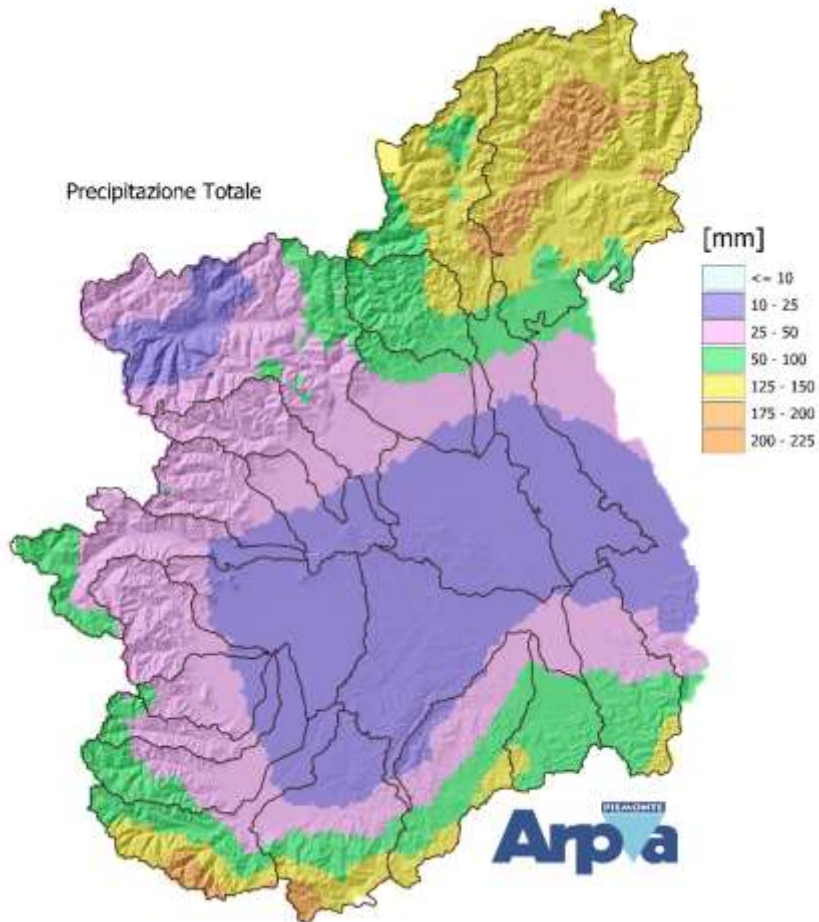 Precipitazione Totale
[mm]
<= 10
10 - 25
25 - 50
50 - 100
125 - 150
175 - 200
200 - 225
PIEMONTE
Arpa